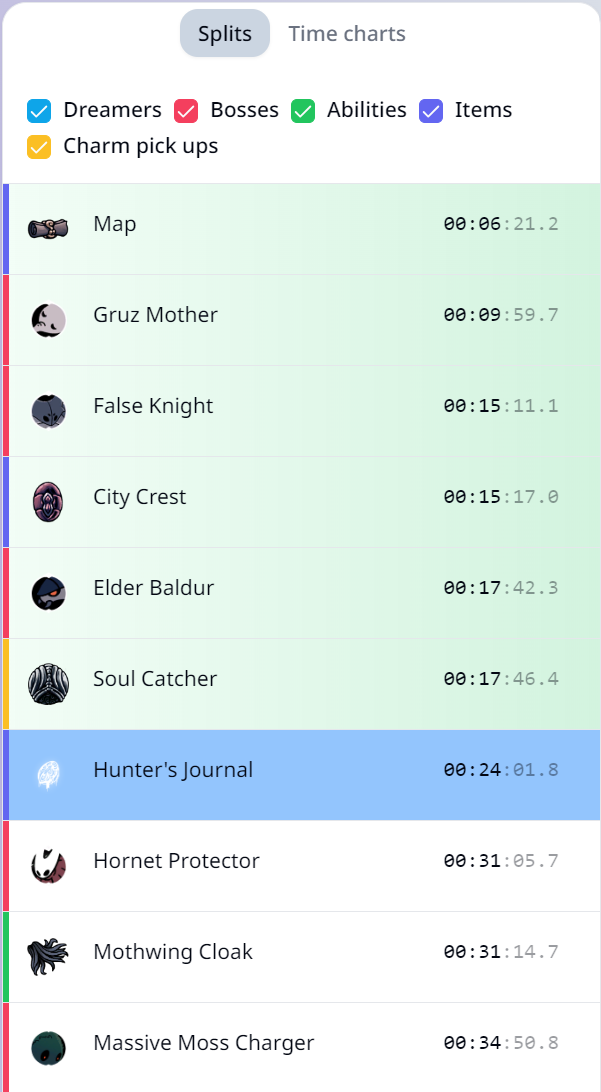 Splits Time charts
Dreamers Bosses Abilities Items
Charm pick ups
Map 00:06:21.2
Gruz Mother 00:09:59.7
False Knight 00:15:11.1
City Crest 00:15:17.0
Elder Baldur 00:17:42.3
Soul Catcher 00:17:46.4
Hunter's Journal 00:24:01.8
Hornet Protector 00:31:05.7
Mothwing Cloak 00:31:14.7
Massive Moss Charger 00:34:50.8